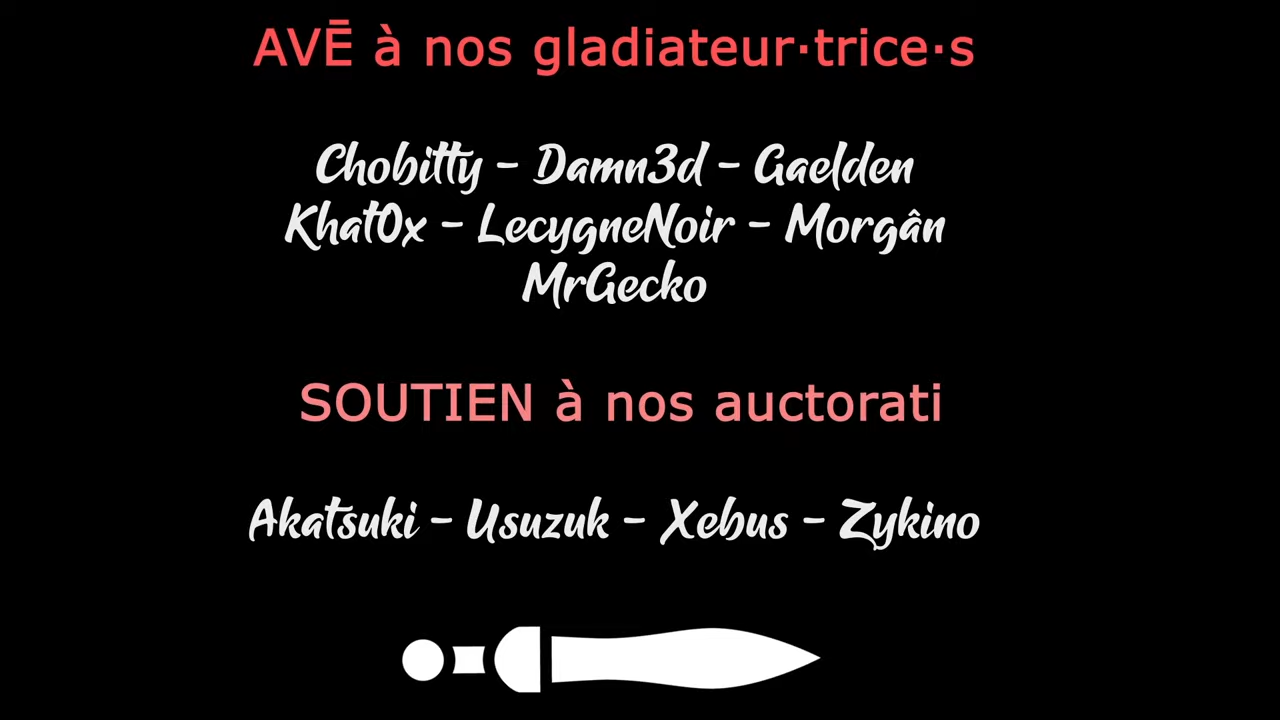 AVĒ à nos gladiateur·trice·s
Chobitty - Damn3d - Gaelden
Khat0x - LecygneNoir - Morgân
MrGecko
SOUTIEN à nos auctorati
Akatsuki - Usuzuk - Xebus - Zykino